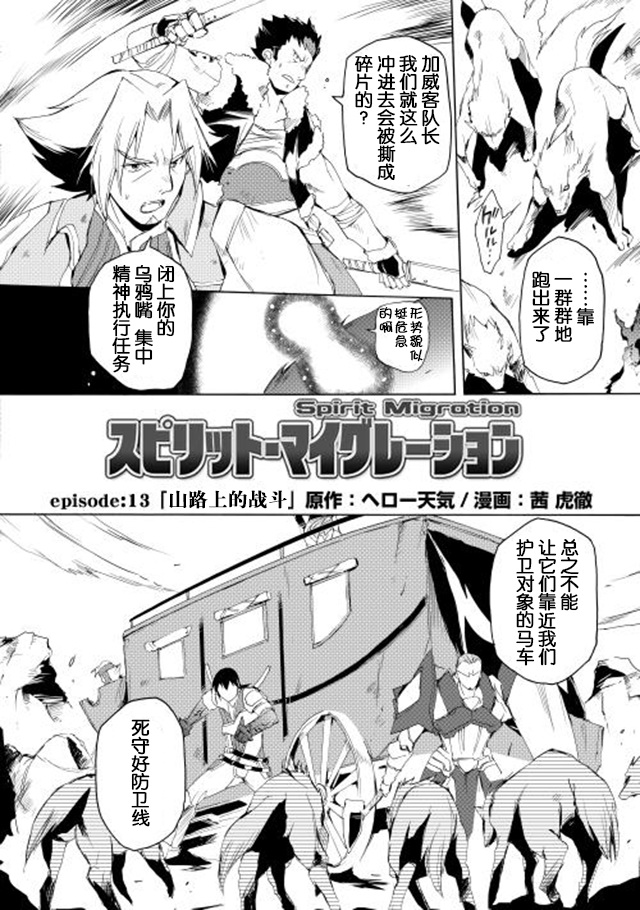 ……靠
一群群地
跑出来了
加威客队长
我们就这么
冲进去会被撕成
碎片的?
形势貌似
挺危急
的啊
闭上你的
乌鸦嘴 集中
精神执行任务
Spirit Migration
スピリット・マイグレーション
episode:13「山路上的战斗」原作:ヘロー天気/漫画:茜 虎徹
总之不能
让它们靠近我们
护卫对象的马车
死守好防卫线